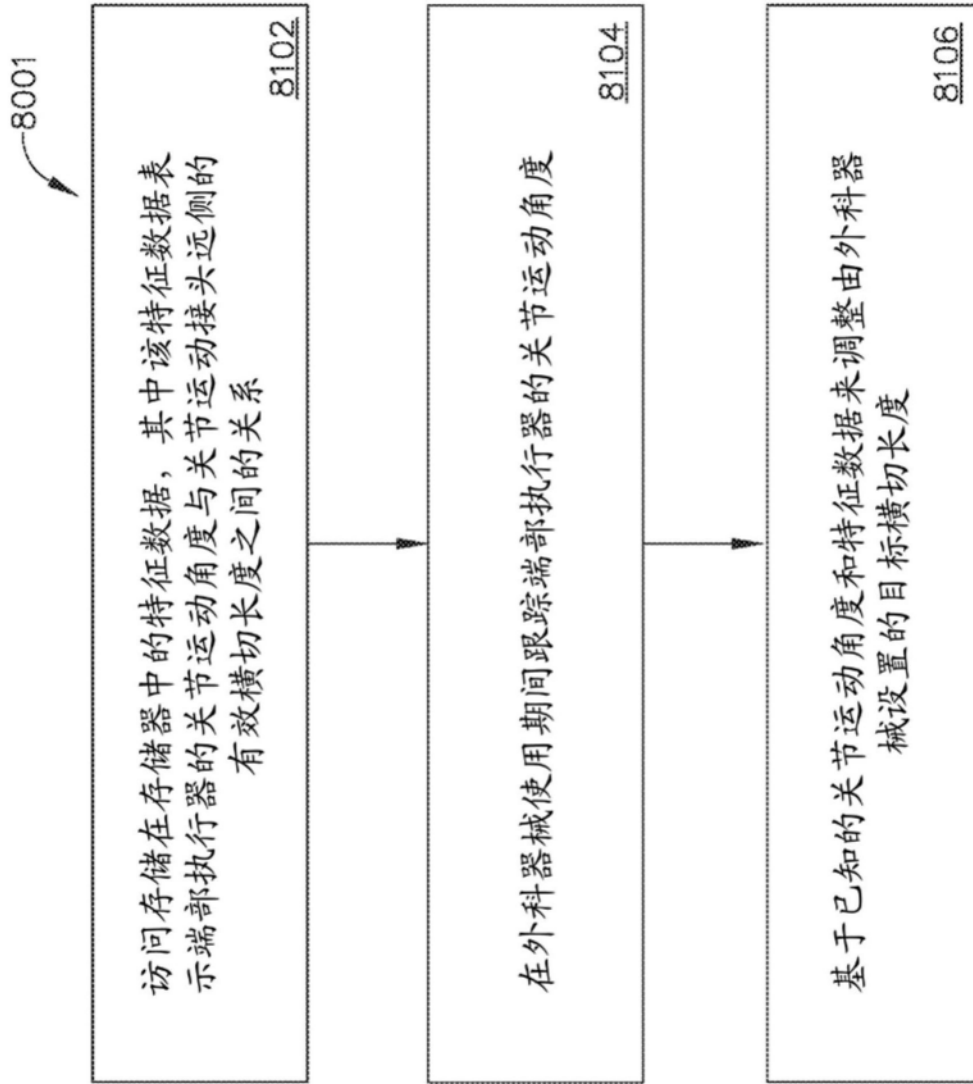 8001
访问存储在存储器中的特征数据，其中该特征数据表
示端部执行器的关节运动角度与关节运动接头远侧的
有效横切长度之间的关系
8102
在外科器械使用期间跟踪端部执行器的关节运动角度
8104
基于已知的关节运动角度和特征数据来调整由外科器
械设置的目标横切长度
8106